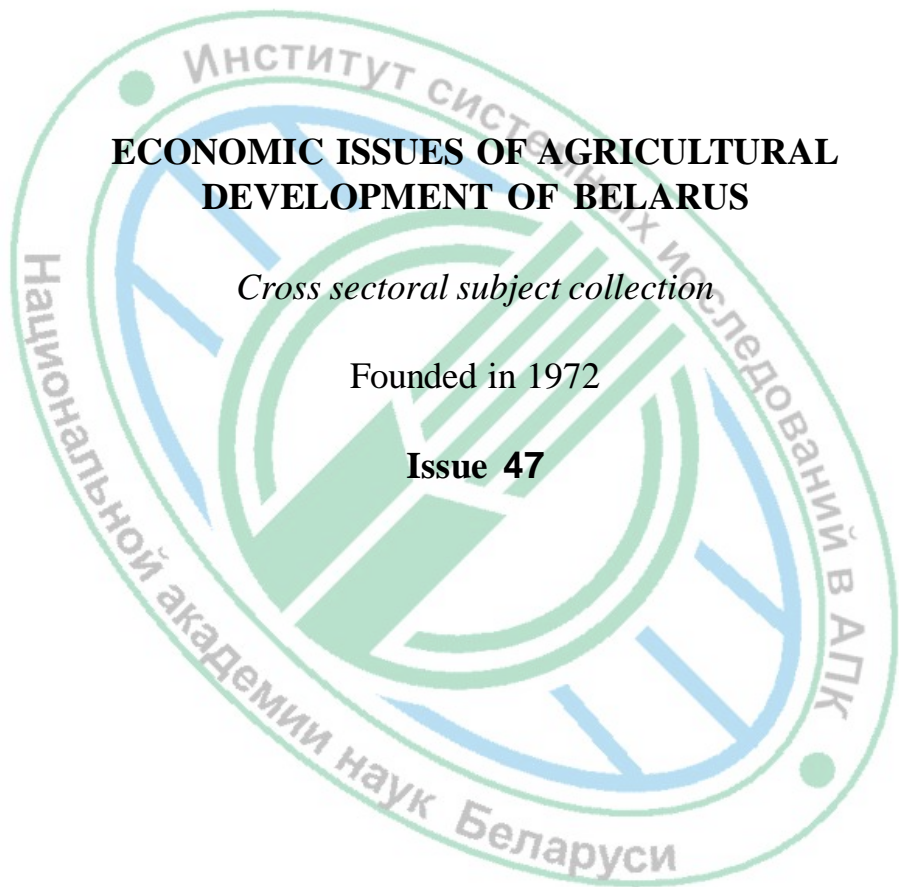 ECONOMIC ISSUES OF AGRICULTURAL
DEVELOPMENT OF BELARUS
Cross sectoral subject collection
Founded in 1972
Issue 47
Институт системных исследований в АПК
Национальной академии наук Беларуси